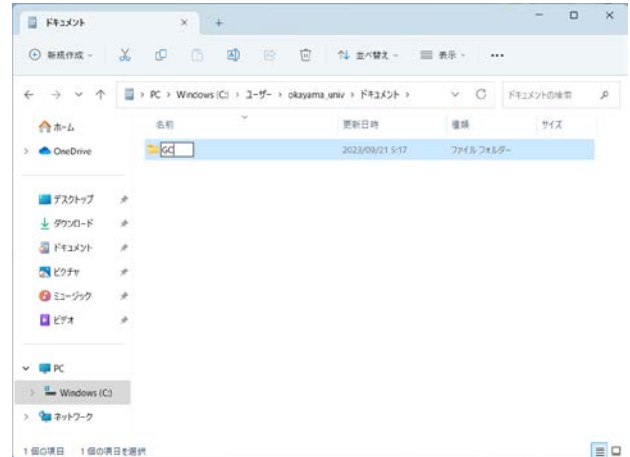 ドキュメント
新規作成
並べ替え
表示
PC > Windows (C:) > ユーザー > okayama_univ > ドキュメント >
ドキュメントの検索
名前 更新日時 種類 サイズ
GC 2023/09/21 5:17 ファイル フォルダー
ホーム
OneDrive
デスクトップ
ダウンロード
ドキュメント
ピクチャ
ミュージック
ビデオ
PC
Windows (C:)
ネットワーク
1 個の項目 1 個の項目を選択